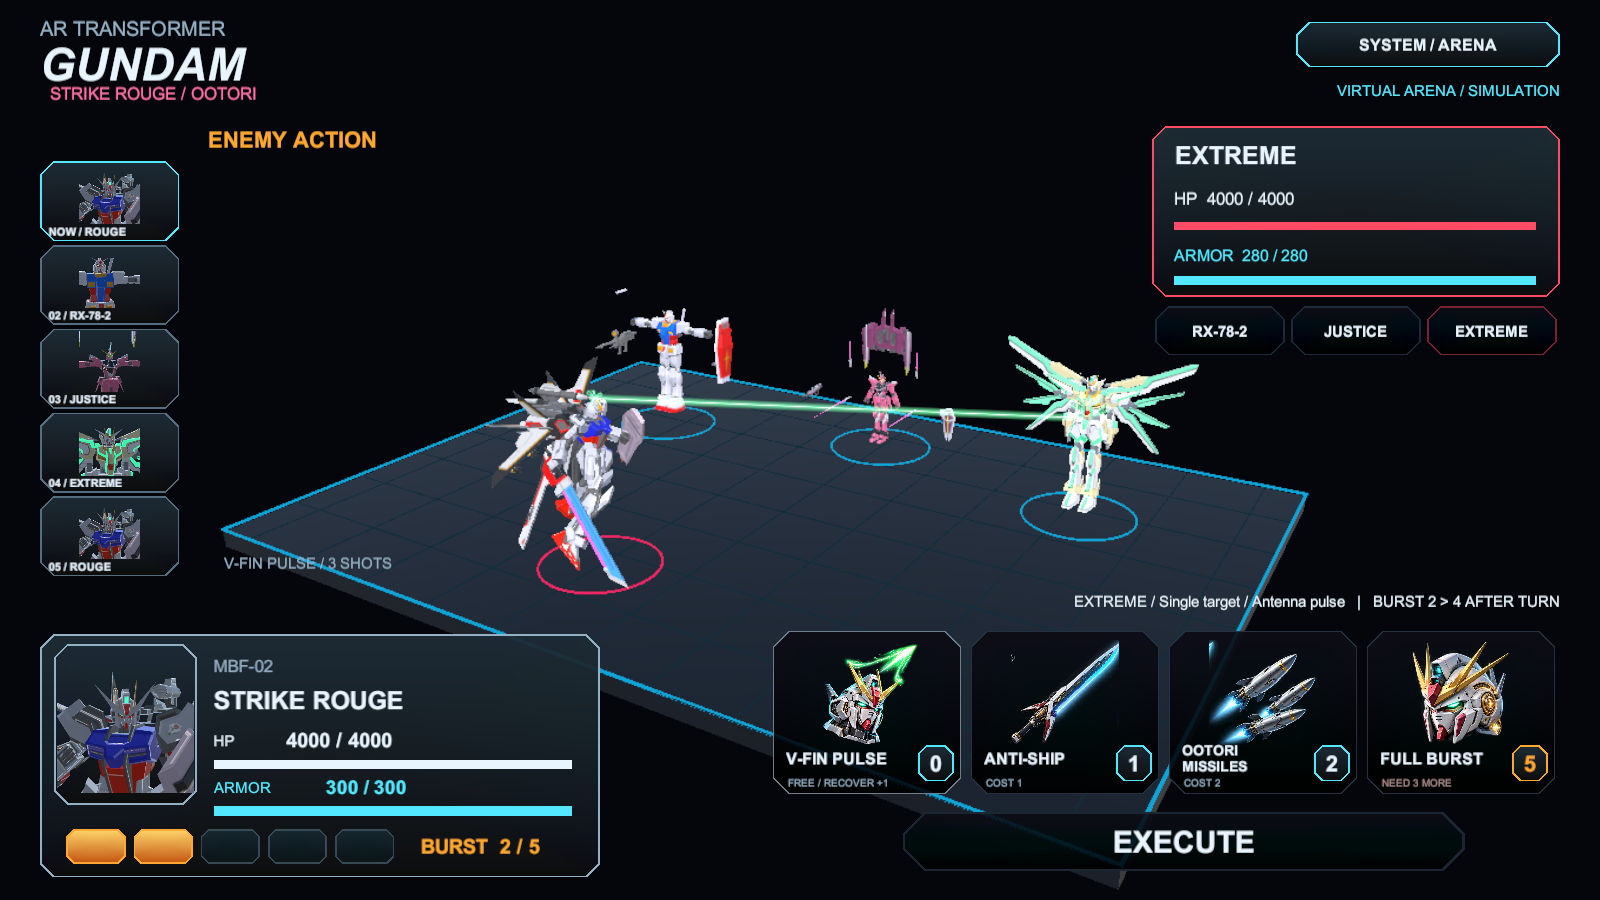 AR TRANSFORMER
GUNDAM
STRIKE ROUGE / OOTORI
SYSTEM / ARENA
VIRTUAL ARENA / SIMULATION
ENEMY ACTION
NOW / ROUGE
02 / RX-78-2
03 / JUSTICE
04 / EXTREME
05 / ROUGE
EXTREME
HP 4000 / 4000
ARMOR 280 / 280
RX-78-2
JUSTICE
EXTREME
V-FIN PULSE / 3 SHOTS
EXTREME / Single target / Antenna pulse | BURST 2 > 4 AFTER TURN
MBF-02
STRIKE ROUGE
HP 4000 / 4000
ARMOR 300 / 300
BURST 2 / 5
V-FIN PULSE 0
FREE / RECOVER +1
ANTI-SHIP 1
COST 1
OOTORI
MISSILES 2
COST 2
FULL BURST 5
NEED 3 MORE
EXECUTE